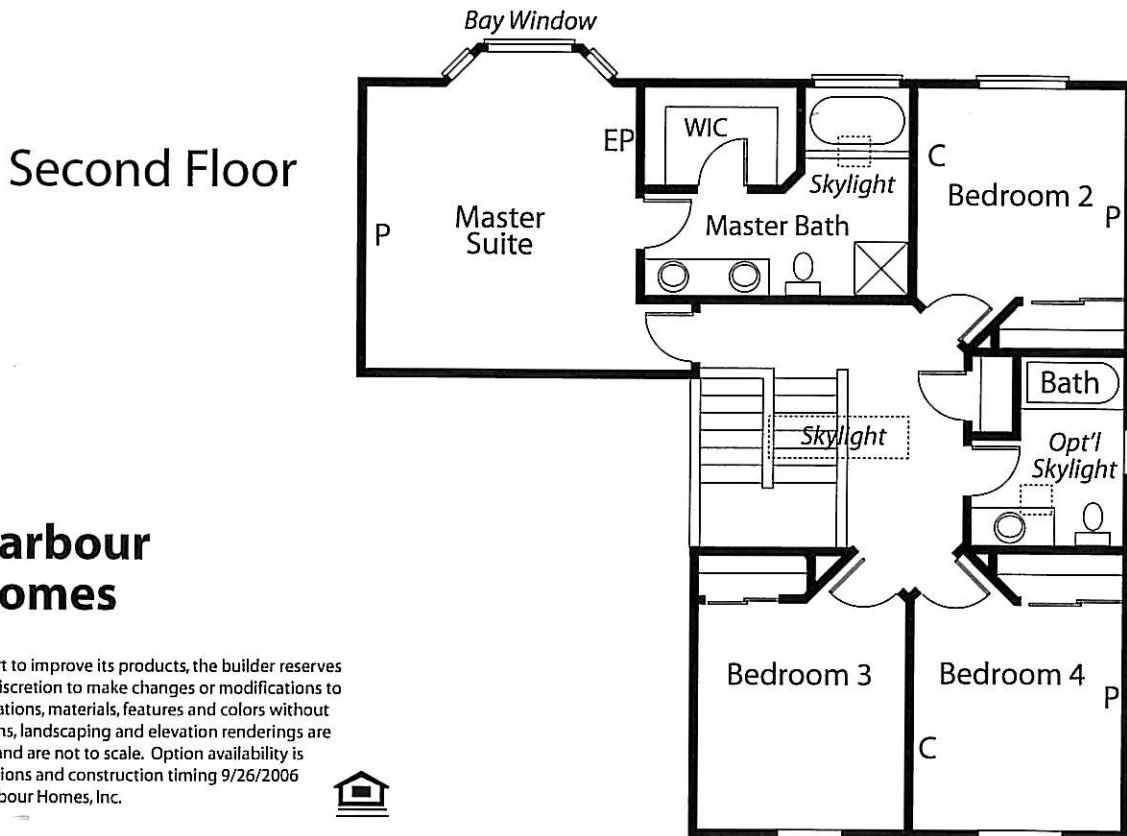 Bay Window
Second Floor
EP
WIC
Skylight
C
Bedroom 2
P
Master
Suite
P
Master Bath
Bath
Skylight
Opt'l
Skylight
arbour
omes
rt to improve its products, the builder reserves
iscretion to make changes or modifications to
ations, materials, features and colors without
ns, landscaping and elevation renderings are
and are not to scale. Option availability is
ions and construction timing 9/26/2006
bour Homes, Inc.
Bedroom 3
Bedroom 4
P
C